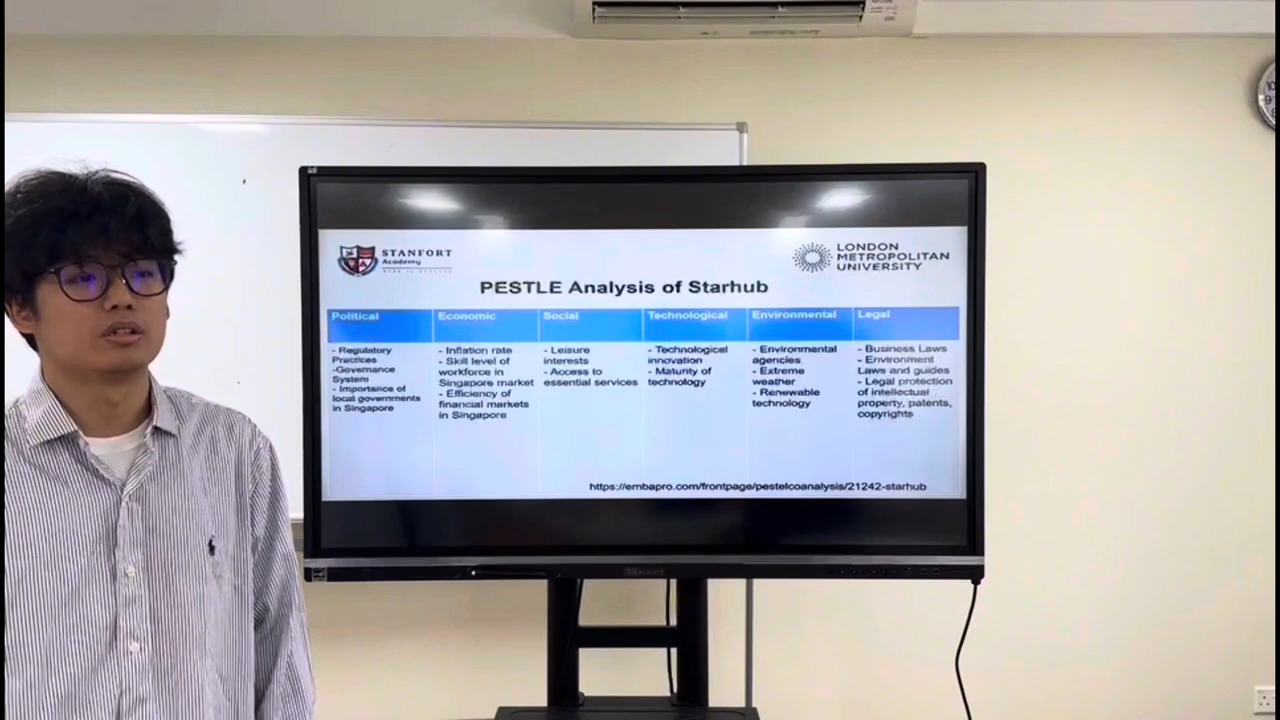 STANFORT
Academy
LONDON
METROPOLITAN
UNIVERSITY
PESTLE Analysis of Starhub
Political
- Regulatory
Practices
-Governance
System
- Importance of
local governments
in Singapore
Economic
- Inflation rate
- Skill level of
workforce in
Singapore market
- Efficiency of
financial markets
in Singapore
Social
- Leisure
interests
- Access to
essential services
Technological
- Technological
innovation
- Maturity of
technology
Environmental
- Environmental
agencies
- Extreme
weather
- Renewable
technology
Legal
- Business Laws
- Environment
Laws and guides
- Legal protection
of intellectual
property, patents,
copyrights
https://embapro.com/frontpage/pestelcoanalysis/21242-starhub
10
9